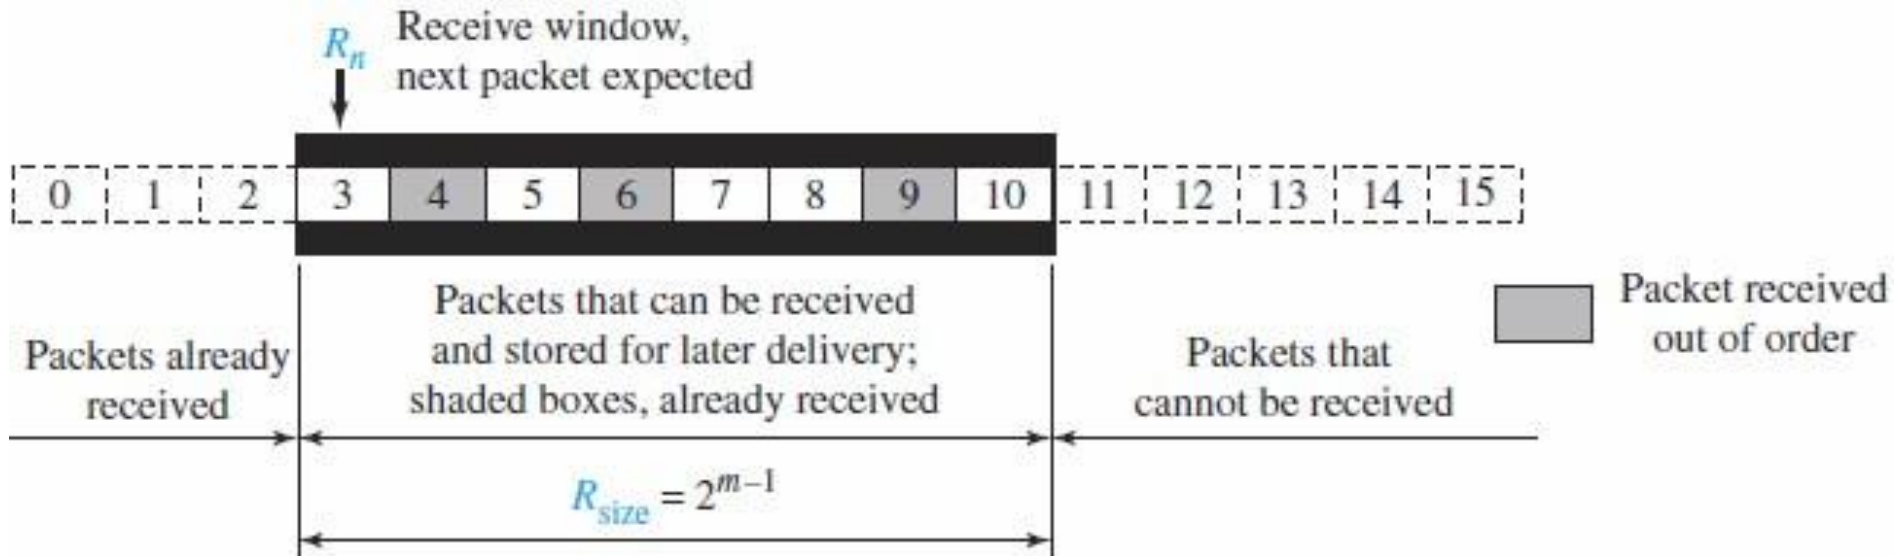 Rn
Receive window,
next packet expected
0 1 2 3 4 5 6 7 8 9 10 11 12 13 14 15
Packets already
received
Packets that can be received
and stored for later delivery;
shaded boxes, already received
Packets that
cannot be received
Packet received
out of order
Rsize = 2^m–1